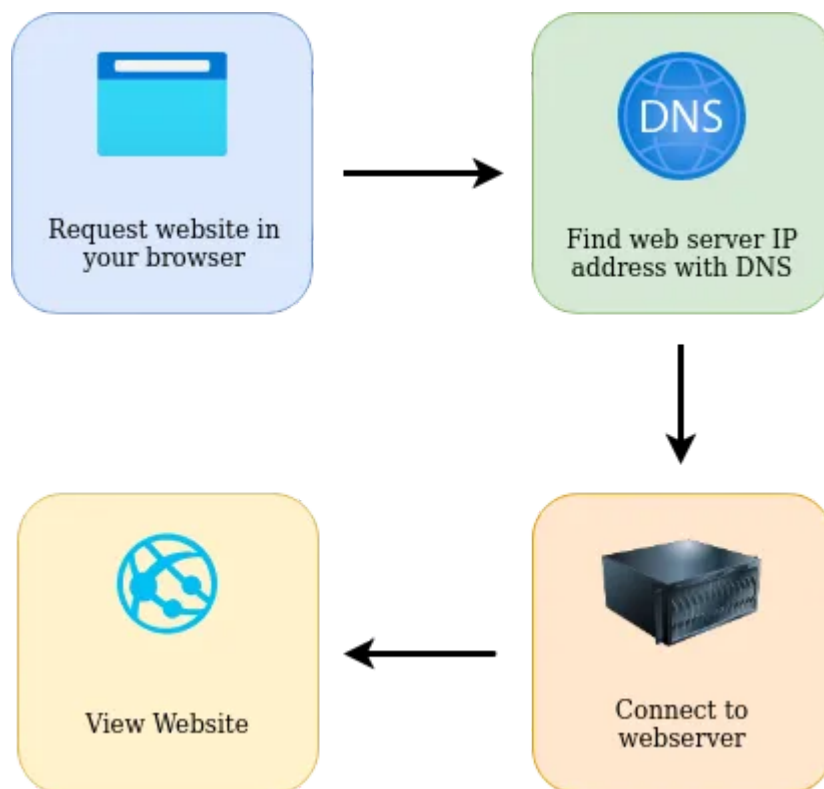 Request website in
your browser
DNS
Find web server IP
address with DNS
View Website
Connect to
webserver